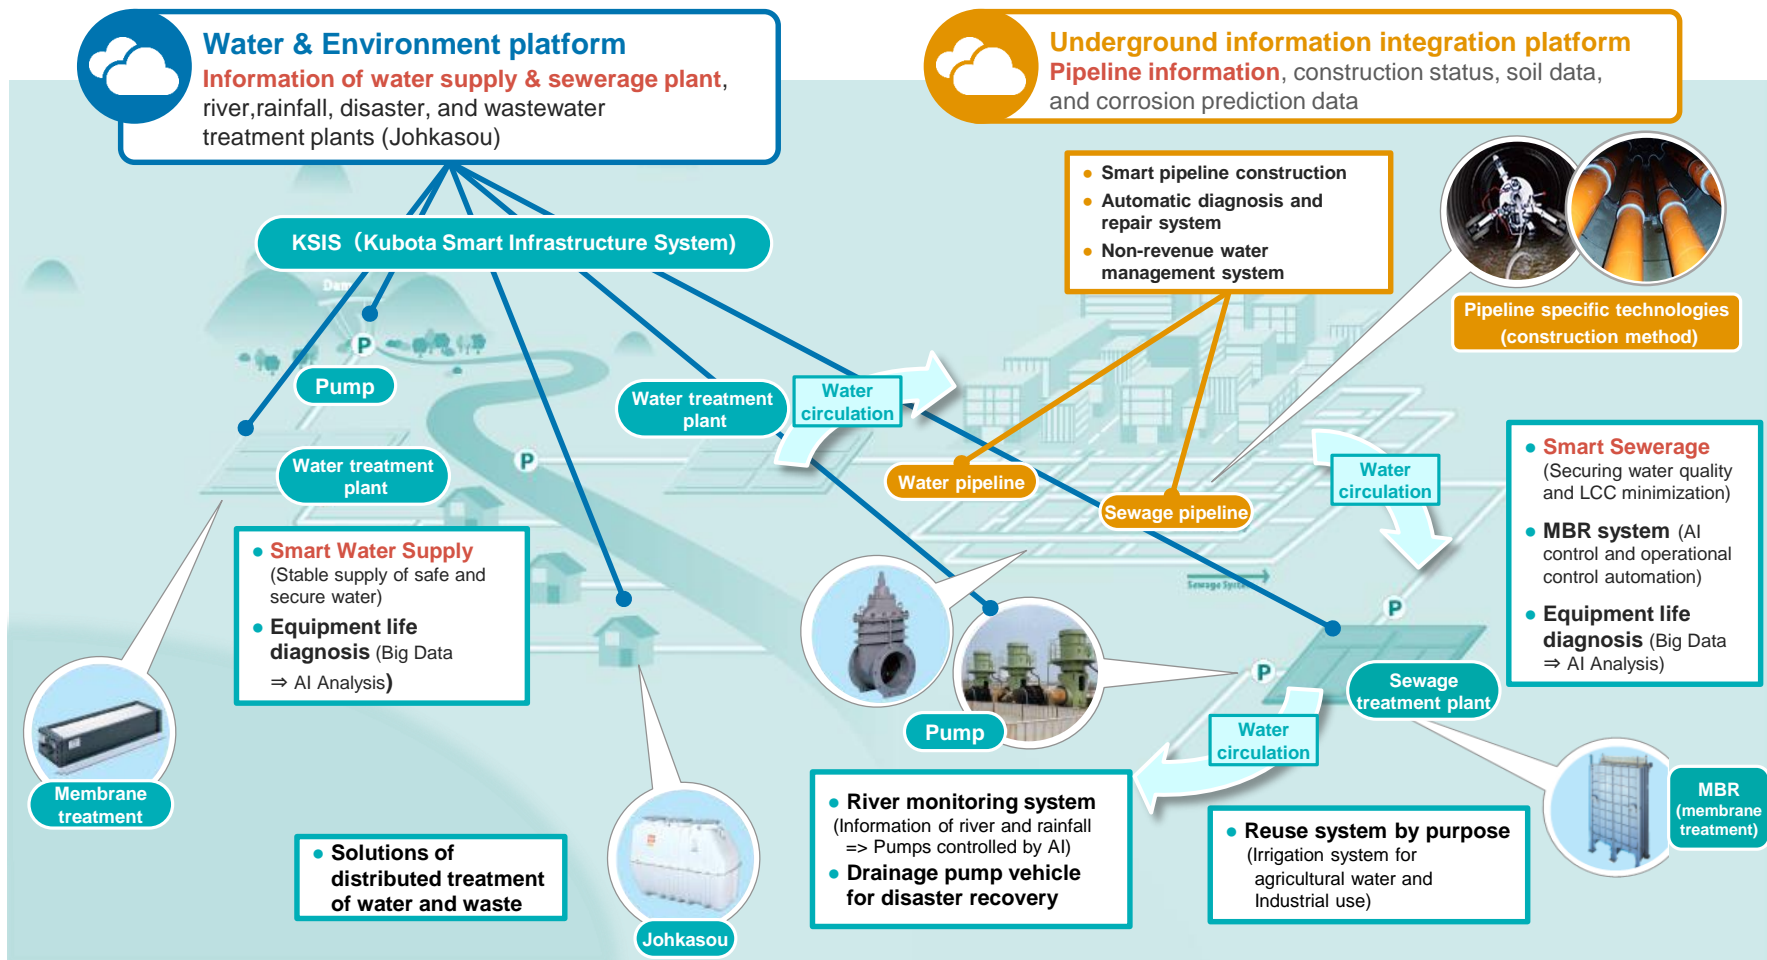 Water & Environment platform
Information of water supply & sewerage plant,
river,rainfall, disaster, and wastewater
treatment plants (Johkasou)
Underground information integration platform
Pipeline information, construction status, soil data,
and corrosion prediction data
• Smart pipeline construction
• Automatic diagnosis and
repair system
• Non-revenue water
management system
KSIS（Kubota Smart Infrastructure System)
Pipeline specific technologies
(construction method)
Dam
P
Pump
Water treatment
plant
Water
circulation
Water treatment
plant
P
Water pipeline
Sewage pipeline
Water
circulation
• Smart Sewerage
(Securing water quality
and LCC minimization)
• MBR system (AI
control and operational
control automation)
• Equipment life
diagnosis (Big Data
⇒ AI Analysis)
• Smart Water Supply
(Stable supply of safe and
secure water)
• Equipment life
diagnosis (Big Data
⇒ AI Analysis)
Sewage System
P
P
Sewage
treatment plant
Pump
Water
circulation
Membrane
treatment
MBR
(membrane
treatment)
• River monitoring system
(Information of river and rainfall
=> Pumps controlled by AI)
• Drainage pump vehicle
for disaster recovery
• Reuse system by purpose
(Irrigation system for
agricultural water and
Industrial use)
• Solutions of
distributed treatment
of water and waste
Johkasou